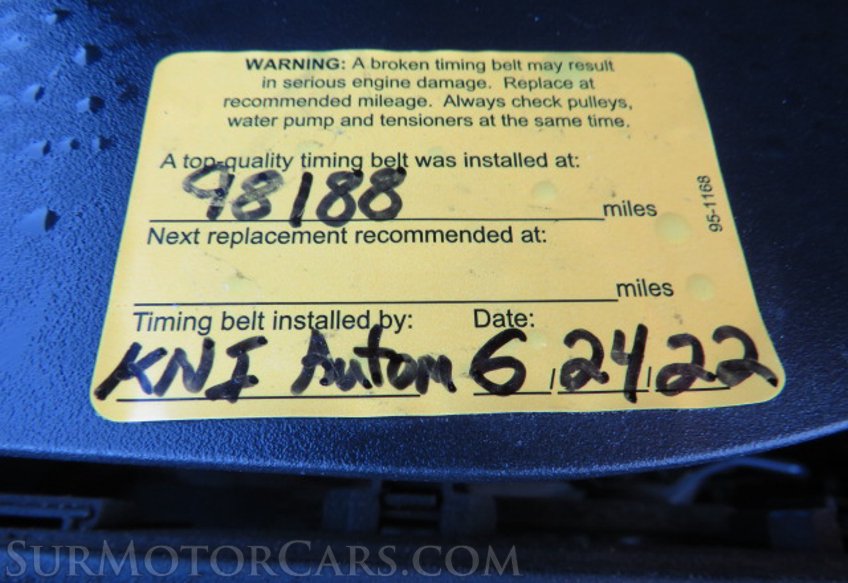 WARNING: A broken timing belt may result
in serious engine damage. Replace at
recommended mileage. Always check pulleys,
water pump and tensioners at the same time.
A top-quality timing belt was installed at:
98188 miles
Next replacement recommended at:
miles
Timing belt installed by: Date:
KNI Autom 6/24/22
95-1168
SURMOTORCARS.COM